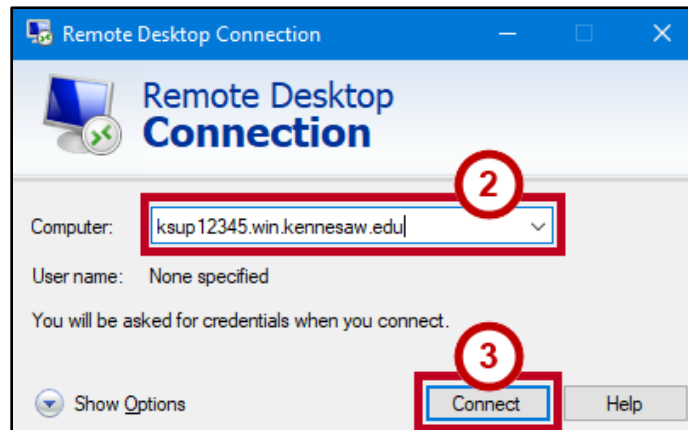 Remote Desktop Connection
Remote Desktop
Connection
2
Computer: ksup12345.win.kennesaw.edu
User name: None specified
You will be asked for credentials when you connect.
3
Show Options Connect Help